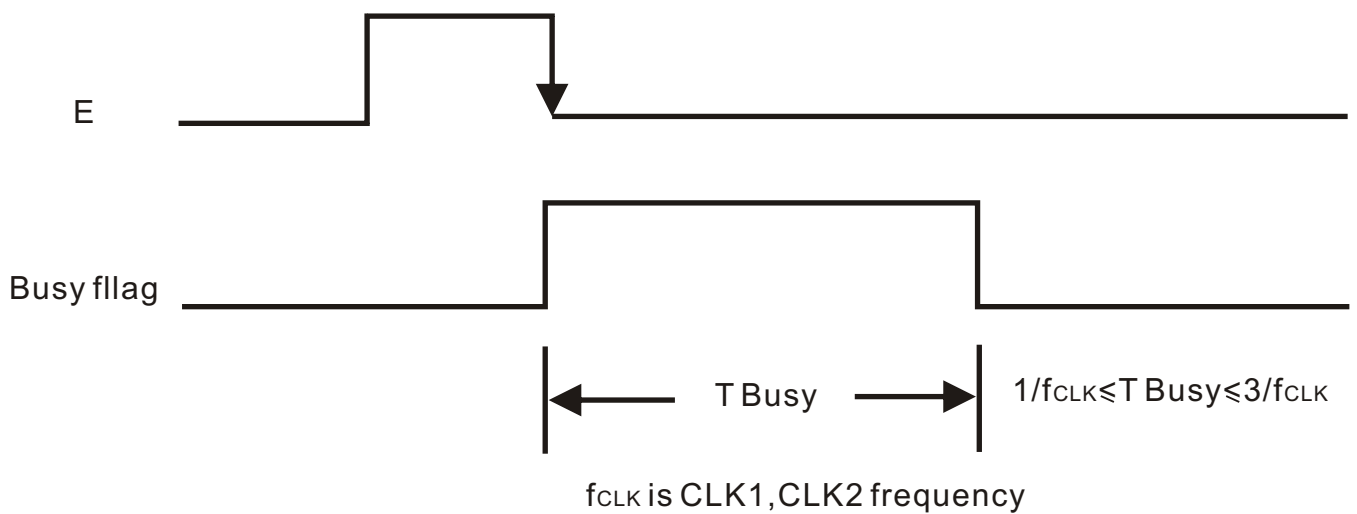 E
Busy fllag
T Busy
1/fCLK⩽T Busy⩽3/fCLK
fCLK is CLK1,CLK2 frequency